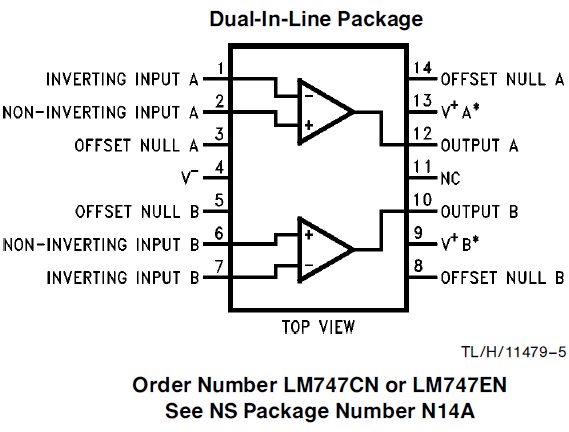 Dual-In-Line Package
INVERTING INPUT A 1
14 OFFSET NULL A
NON-INVERTING INPUT A 2
13 V+ A*
OFFSET NULL A 3
12 OUTPUT A
V− 4
11 NC
OFFSET NULL B 5
10 OUTPUT B
NON-INVERTING INPUT B 6
9 V+ B*
INVERTING INPUT B 7
8 OFFSET NULL B
−
+
+
−
TOP VIEW
TL/H/11479–5
Order Number LM747CN or LM747EN
See NS Package Number N14A